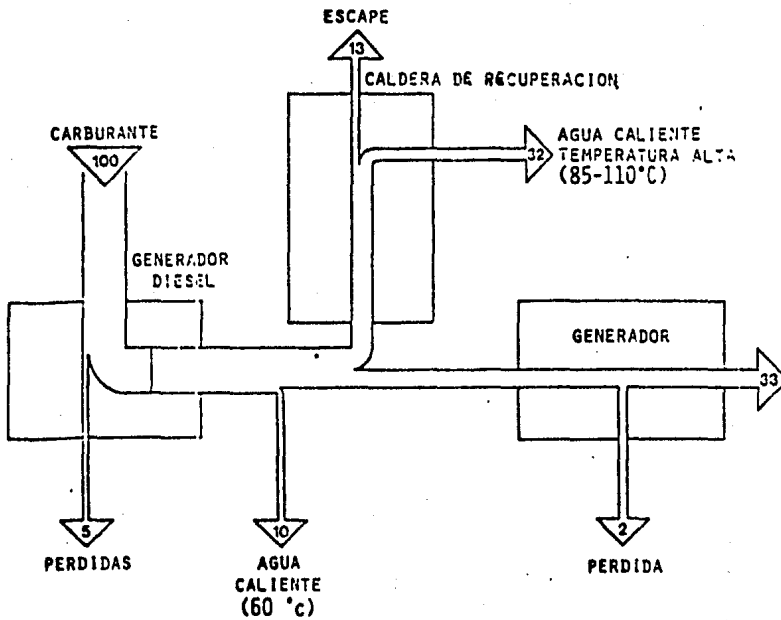 ESCAPE
13
CALDERA DE RECUPERACION
CARBURANTE
100
32
AGUA CALIENTE
TEMPERATURA ALTA
(85-110°C)
GENERADOR
DIESEL
GENERADOR
33
5
10
2
PERDIDAS
AGUA
CALIENTE
(60 °c)
PERDIDA